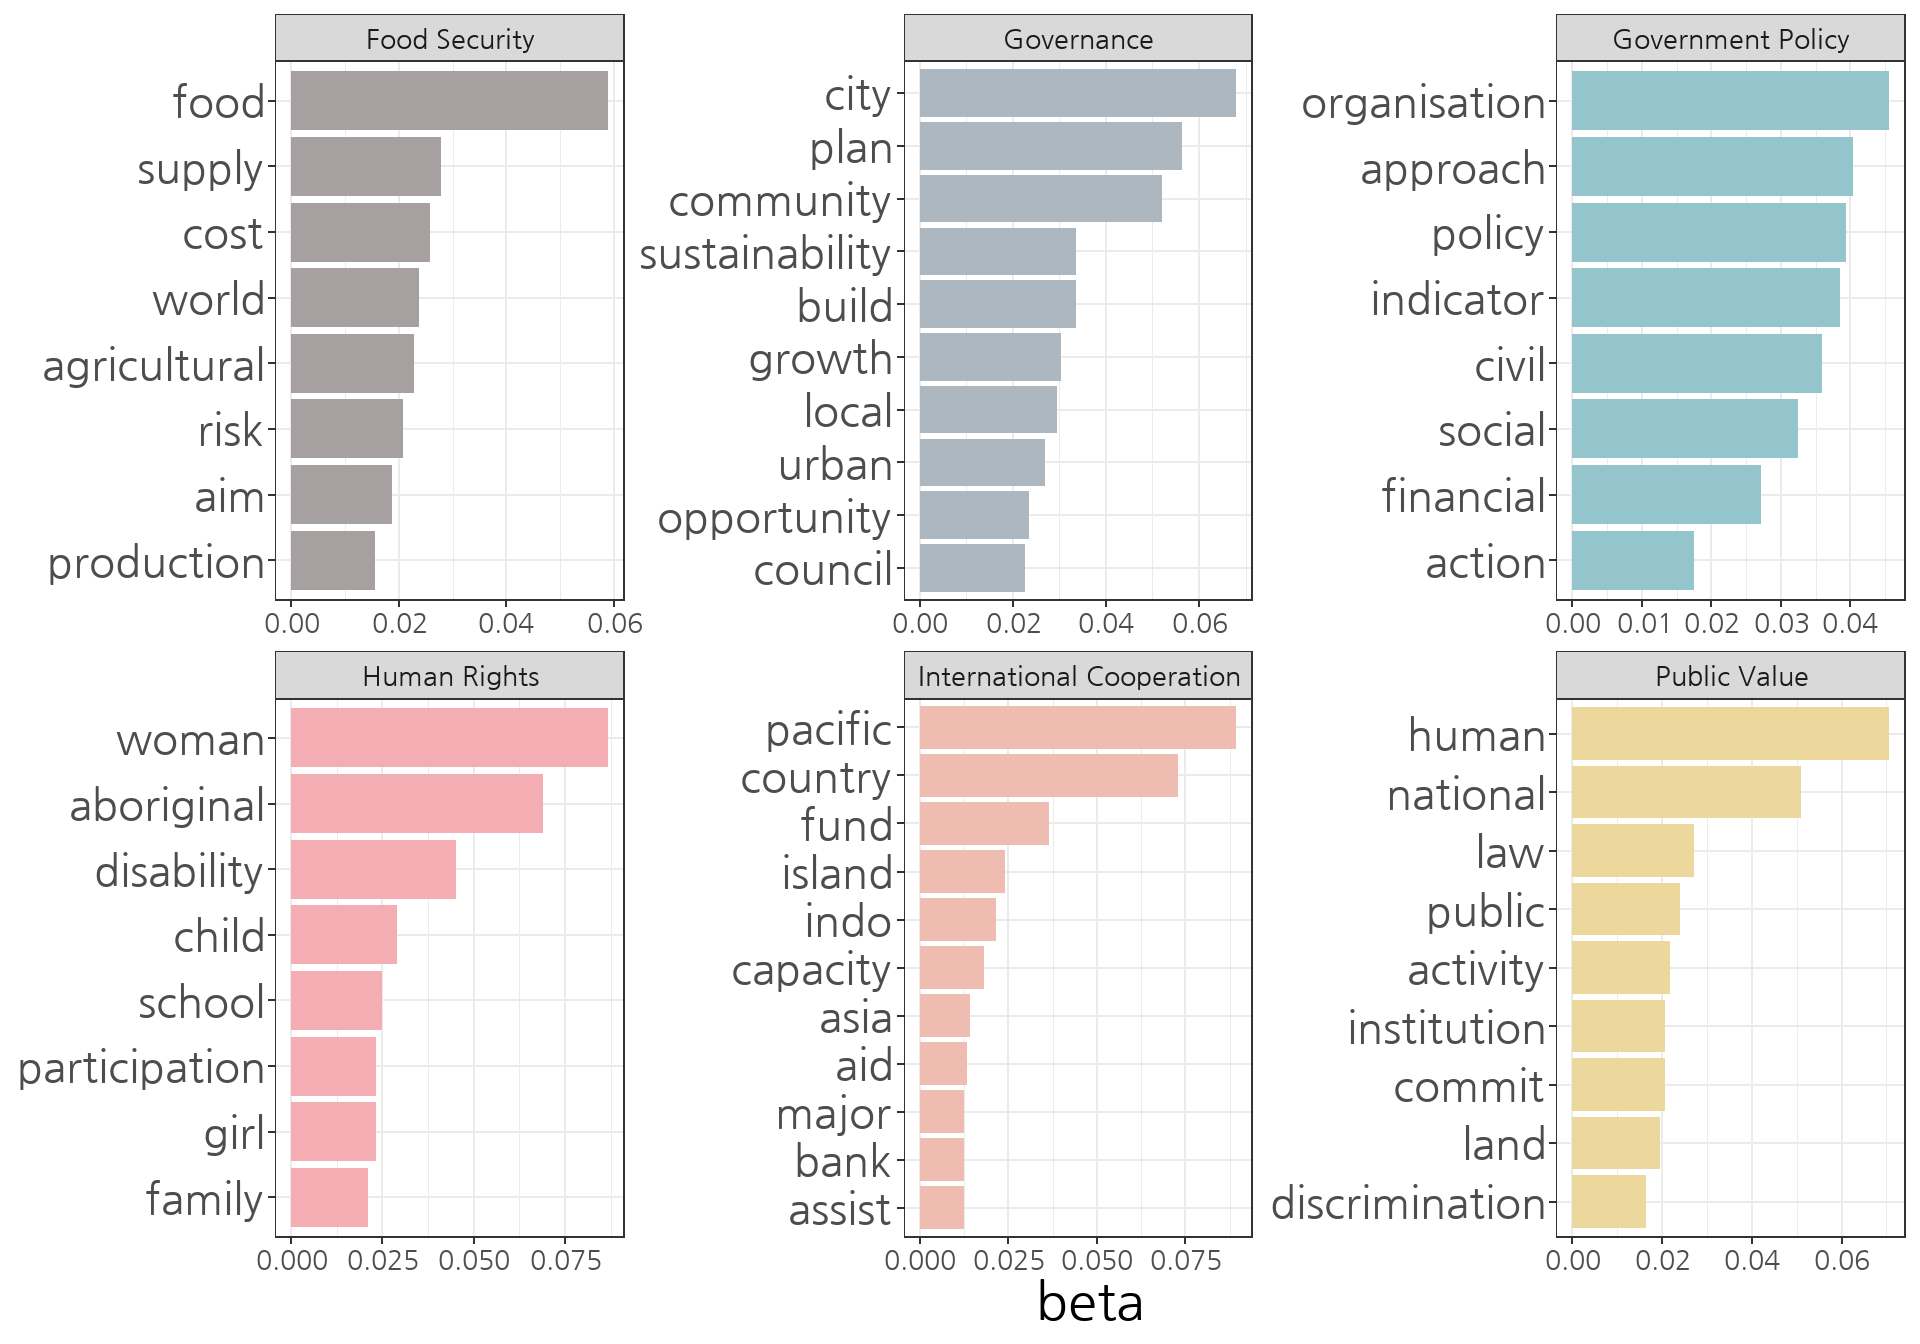 Food Security
food
supply
cost
world
agricultural
risk
aim
production
0.00 0.02 0.04 0.06
Governance
city
plan
community
sustainability
build
growth
local
urban
opportunity
council
0.00 0.02 0.04 0.06
Government Policy
organisation
approach
policy
indicator
civil
social
financial
action
0.00 0.01 0.02 0.03 0.04
Human Rights
woman
aboriginal
disability
child
school
participation
girl
family
0.000 0.025 0.050 0.075
International Cooperation
pacific
country
fund
island
indo
capacity
asia
aid
major
bank
assist
0.000 0.025 0.050 0.075
Public Value
human
national
law
public
activity
institution
commit
land
discrimination
0.00 0.02 0.04 0.06
beta